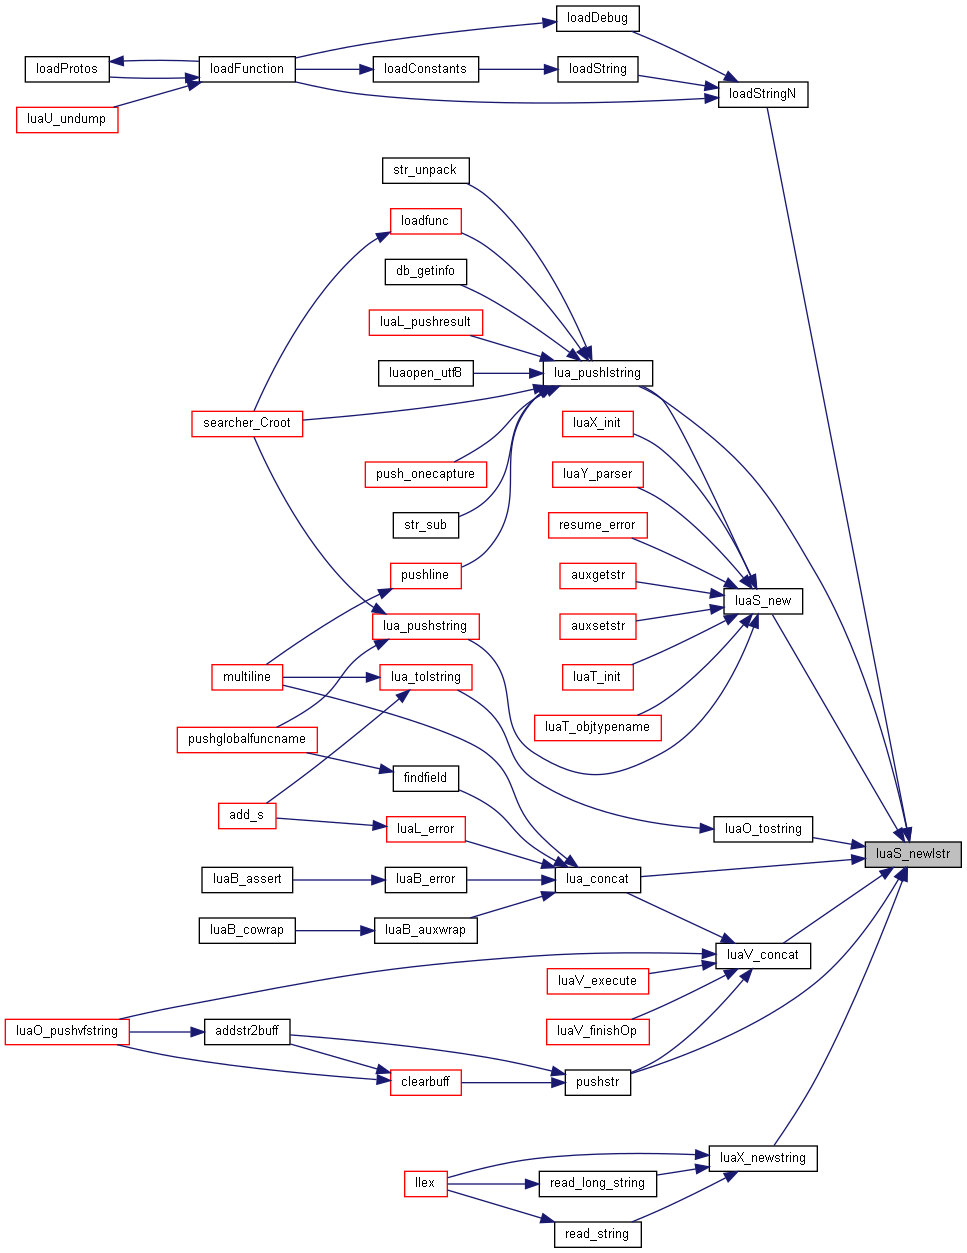 loadDebug
loadProtos
loadFunction
loadConstants
loadString
loadStringN
luaU_undump
str_unpack
loadfunc
db_getinfo
luaL_pushresult
luaopen_utf8
lua_pushlstring
searcher_Croot
luaX_init
push_onecapture
luaY_parser
str_sub
resume_error
pushline
auxgetstr
luaS_new
lua_pushstring
auxsetstr
multiline
lua_tolstring
luaT_init
pushglobalfuncname
luaT_objtypename
findfield
add_s
luaL_error
luaO_tostring
luaS_newlstr
luaB_assert
luaB_error
lua_concat
luaB_cowrap
luaB_auxwrap
luaV_concat
luaV_execute
luaO_pushvfstring
addstr2buff
luaV_finishOp
clearbuff
pushstr
luaX_newstring
llex
read_long_string
read_string